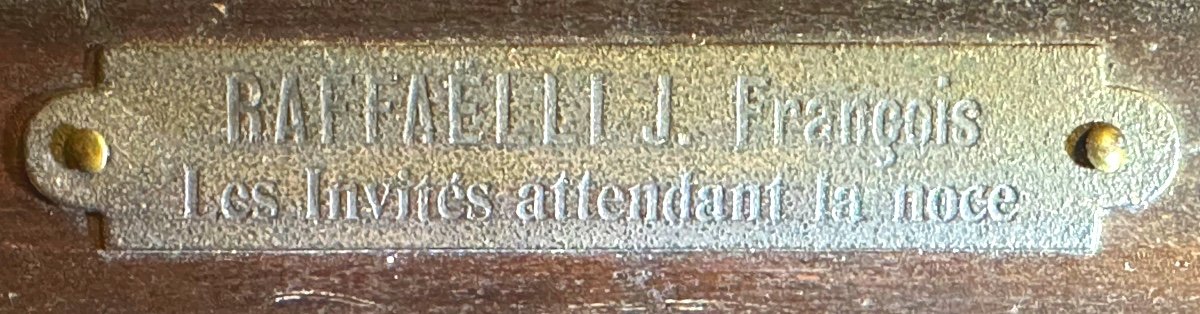 RAFFAËLLI J. François
Les Invités attendant la noce